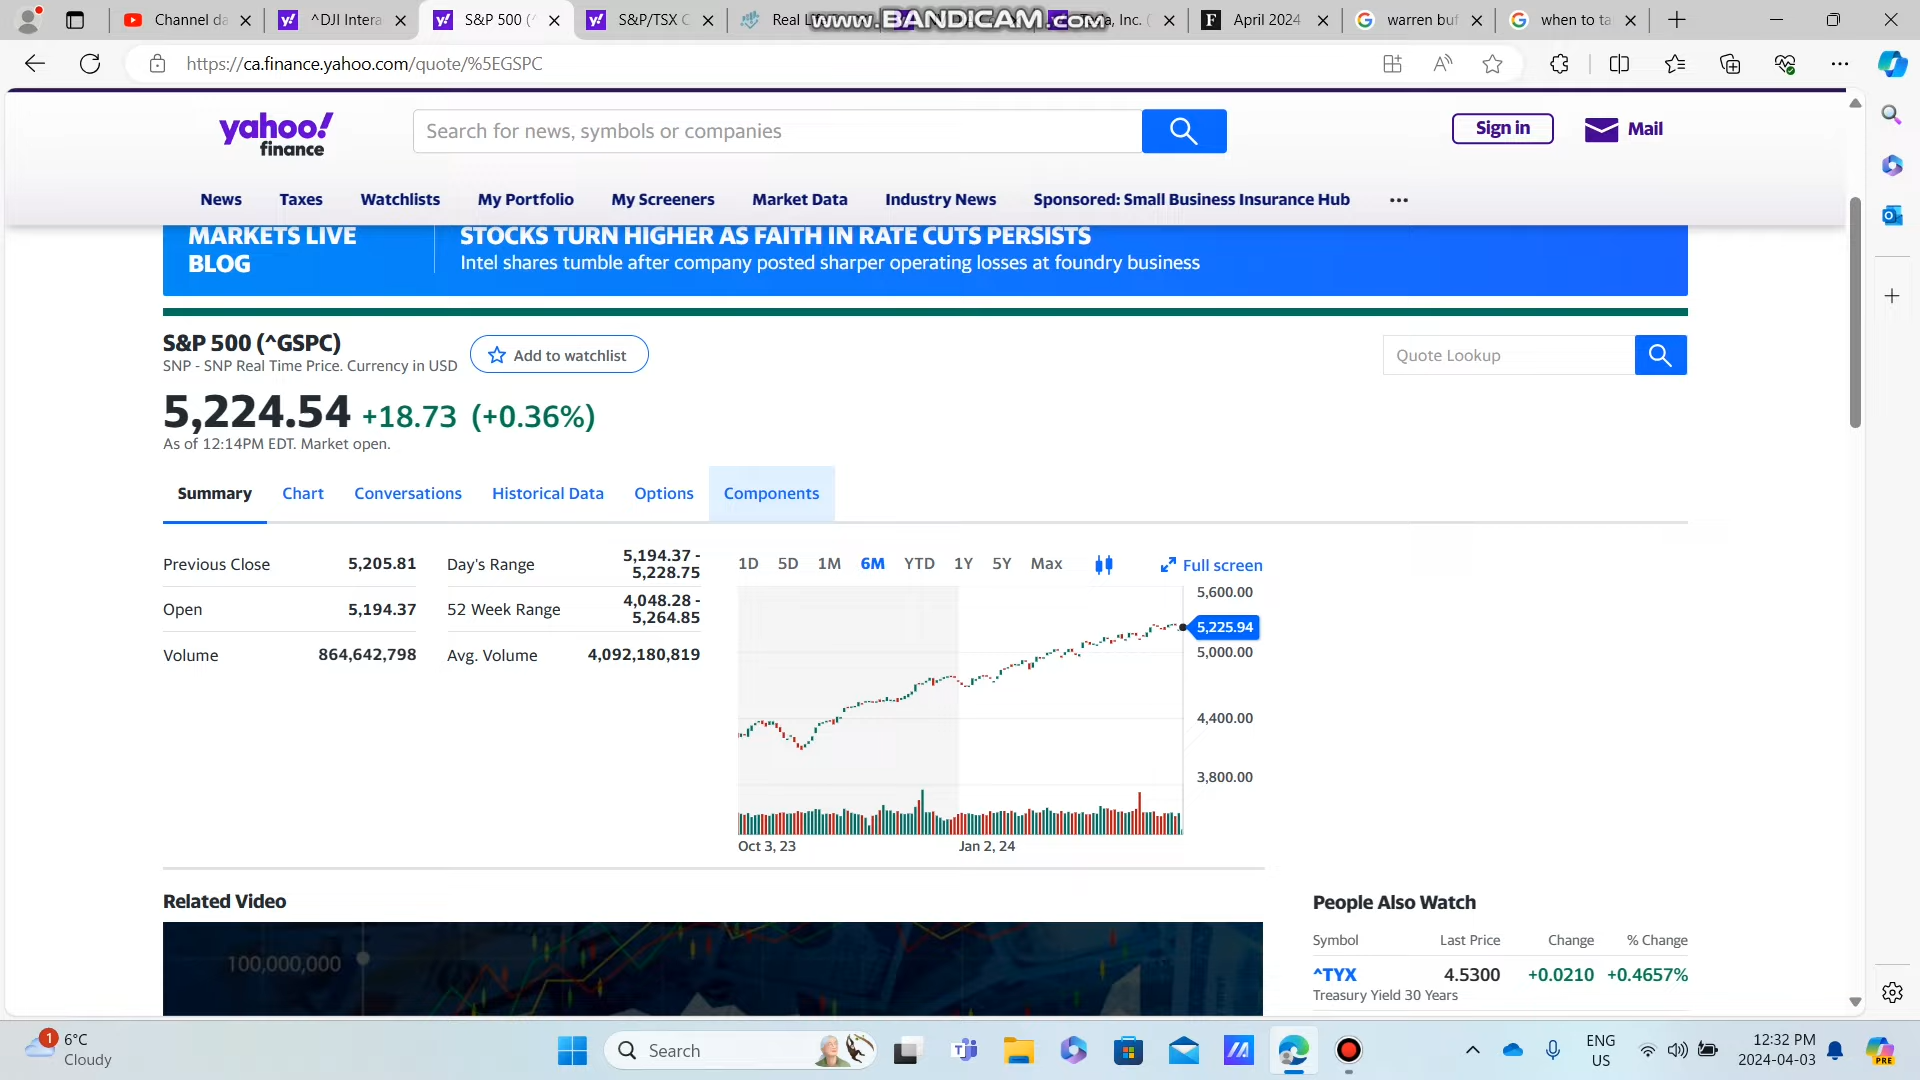 Channel da
^DJI Intera
S&P 500 (^
S&P/TSX C
Real Li
www.BANDICAM.com
a, Inc. (
April 2024
warren buf
when to ta
https://ca.finance.yahoo.com/quote/%5EGSPC
yahoo!
finance
Search for news, symbols or companies
Sign in
Mail
News
Taxes
Watchlists
My Portfolio
My Screeners
Market Data
Industry News
Sponsored: Small Business Insurance Hub
...
MARKETS LIVE
BLOG
STOCKS TURN HIGHER AS FAITH IN RATE CUTS PERSISTS
Intel shares tumble after company posted sharper operating losses at foundry business
S&P 500 (^GSPC)
SNP - SNP Real Time Price. Currency in USD
Add to watchlist
Quote Lookup
5,224.54 +18.73 (+0.36%)
As of 12:14PM EDT. Market open.
Summary
Chart
Conversations
Historical Data
Options
Components
Previous Close 5,205.81
Open 5,194.37
Volume 864,642,798
Day's Range 5,194.37 -
5,228.75
52 Week Range 4,048.28 -
5,264.85
Avg. Volume 4,092,180,819
1D 5D 1M 6M YTD 1Y 5Y Max
Full screen
5,600.00
5,225.94
5,000.00
4,400.00
3,800.00
Oct 3, 23
Jan 2, 24
Related Video
100,000,000
People Also Watch
Symbol Last Price Change % Change
^TYX 4.5300 +0.0210 +0.4657%
Treasury Yield 30 Years
1
6°C
Cloudy
Search
ENG
US
12:32 PM
2024-04-03
PRE